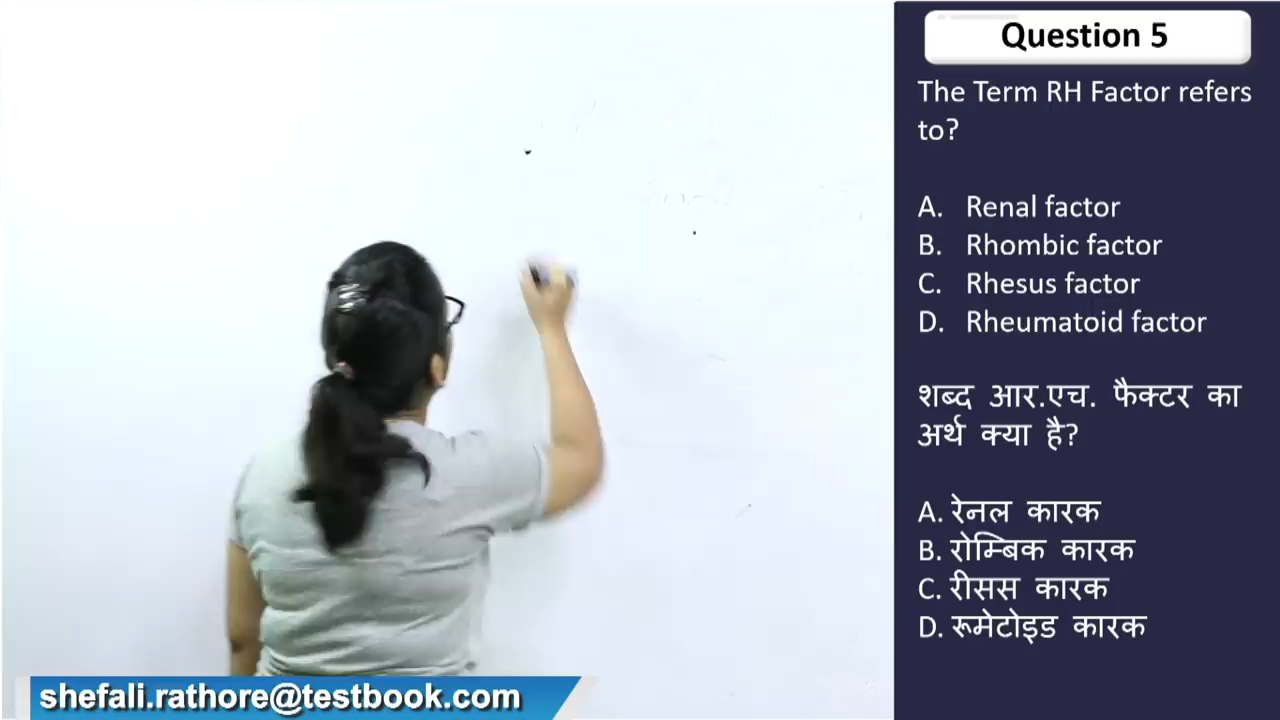 Question 5
The Term RH Factor refers
to?
A. Renal factor
B. Rhombic factor
C. Rhesus factor
D. Rheumatoid factor
शब्द आर.एच. फैक्टर का
अर्थ क्या है?
A. रेनल कारक
B. रोम्बिक कारक
C. रीसस कारक
D. रूमेटोइड कारक
shefali.rathore@testbook.com